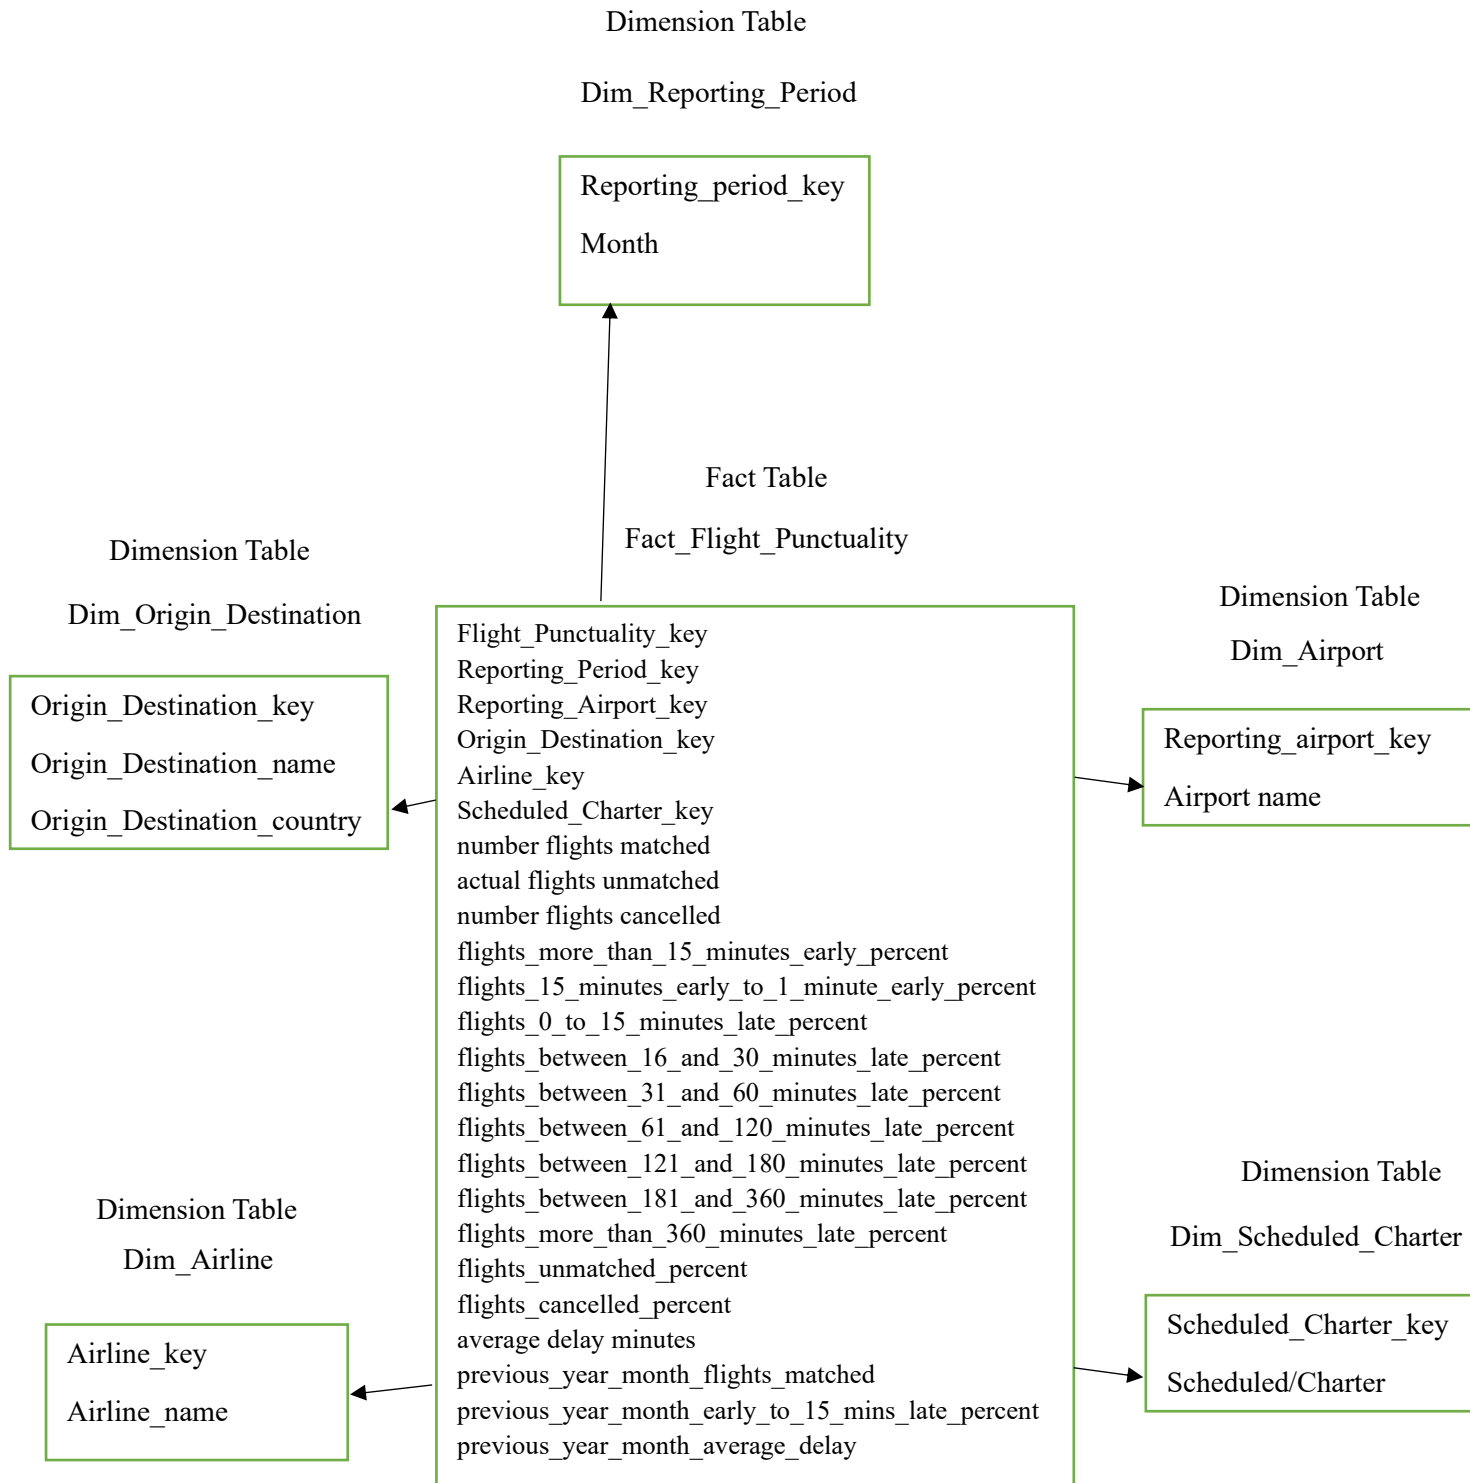 Dimension Table
Dim_Reporting_Period
Reporting_period_key
Month
Fact Table
Fact_Flight_Punctuality
Dimension Table
Dim_Origin_Destination
Origin_Destination_key
Origin_Destination_name
Origin_Destination_country
Flight_Punctuality_key
Reporting_Period_key
Reporting_Airport_key
Origin_Destination_key
Airline_key
Scheduled_Charter_key
number flights matched
actual flights unmatched
number flights cancelled
flights_more_than_15_minutes_early_percent
flights_15_minutes_early_to_1_minute_early_percent
flights_0_to_15_minutes_late_percent
flights_between_16_and_30_minutes_late_percent
flights_between_31_and_60_minutes_late_percent
flights_between_61_and_120_minutes_late_percent
flights_between_121_and_180_minutes_late_percent
flights_between_181_and_360_minutes_late_percent
flights_more_than_360_minutes_late_percent
flights_unmatched_percent
flights_cancelled_percent
average delay minutes
previous_year_month_flights_matched
previous_year_month_early_to_15_mins_late_percent
previous_year_month_average_delay
Dimension Table
Dim_Airport
Reporting_airport_key
Airport name
Dimension Table
Dim_Airline
Airline_key
Airline_name
Dimension Table
Dim_Scheduled_Charter
Scheduled_Charter_key
Scheduled/Charter